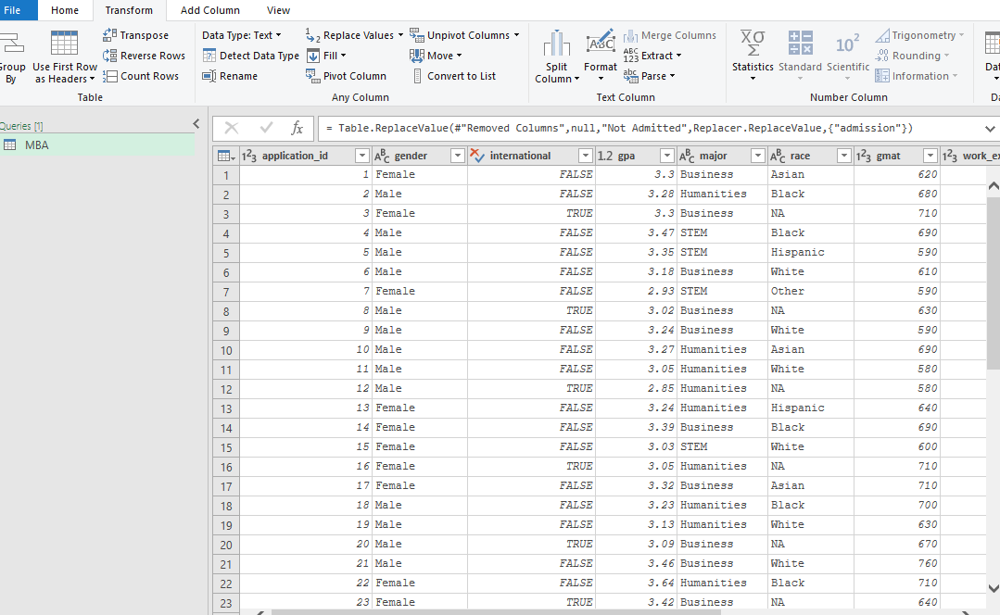 File Home Transform Add Column View
Transpose Data Type: Text Replace Values Unpivot Columns Merge Columns Trigonometry
Reverse Rows Detect Data Type Fill Move Extract Rounding
Group By Use First Row as Headers Count Rows Rename Pivot Column Convert to List Split Column Format Parse Statistics Standard Scientific Information
Table Any Column Text Column Number Column
Queries [1]
MBA
fx = Table.ReplaceValue(#"Removed Columns",null,"Not Admitted",Replacer.ReplaceValue,{"admission"})
application_id gender international 1.2 gpa major race gmat
1 1 Female FALSE 3.3 Business Asian 620
2 2 Male FALSE 3.28 Humanities Black 680
3 3 Female TRUE 3.3 Business NA 710
4 4 Male FALSE 3.47 STEM Black 690
5 5 Male FALSE 3.35 STEM Hispanic 590
6 6 Male FALSE 3.18 Business White 610
7 7 Female FALSE 2.93 STEM Other 590
8 8 Male TRUE 3.02 Business NA 630
9 9 Male FALSE 3.24 Business White 590
10 10 Male FALSE 3.27 Humanities Asian 690
11 11 Male FALSE 3.05 Humanities White 580
12 12 Male TRUE 2.85 Humanities NA 580
13 13 Female FALSE 3.24 Humanities Hispanic 640
14 14 Female FALSE 3.39 Business Black 690
15 15 Female FALSE 3.03 STEM White 600
16 16 Female TRUE 3.05 Humanities NA 710
17 17 Female FALSE 3.32 Business Asian 710
18 18 Male FALSE 3.23 Humanities Black 700
19 19 Male FALSE 3.13 Humanities White 630
20 20 Male TRUE 3.09 Business NA 670
21 21 Male FALSE 3.46 Business White 760
22 22 Female FALSE 3.64 Humanities Black 710
23 23 Female TRUE 3.42 Business NA 640